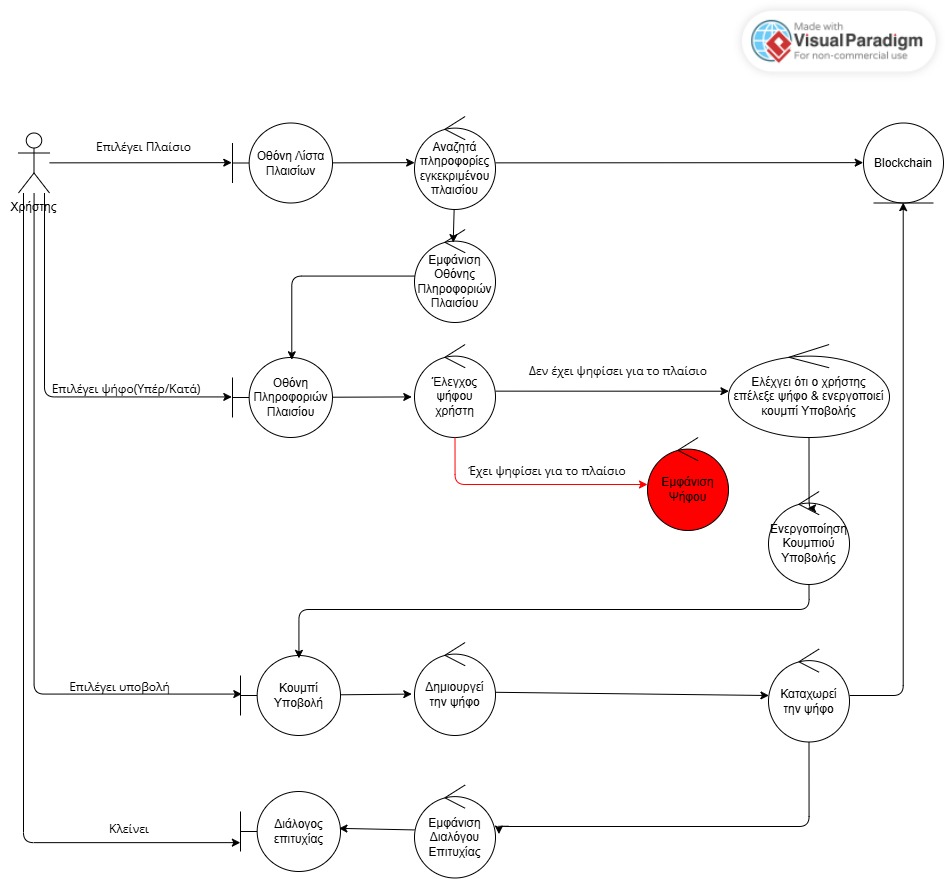 Made with
Visual Paradigm
For non-commercial use
Επιλέγει Πλαίσιο
Οθόνη Λίστα
Πλαισίων
Αναζητά
πληροφορίες
εγκεκριμένου
πλαισίου
Blockchain
Χρήστης
Εμφάνιση
Οθόνης
Πληροφοριών
Πλαισίου
Επιλέγει ψήφο(Υπέρ/Κατά)
Οθόνη
Πληροφοριών
Πλαισίου
Έλεγχος
ψήφου
χρήστη
Δεν έχει ψηφίσει για το πλαίσιο
Ελέχγει ότι ο χρήστης
επέλεξε ψήφο & ενεργοποιεί
κουμπί Υποβολής
Έχει ψηφίσει για το πλαίσιο
Εμφάνιση
Ψήφου
Ενεργοποίηση
Κουμπιού
Υποβολής
Επιλέγει υποβολή
Κουμπί
Υποβολή
Δημιουργεί
την ψήφο
Καταχωρεί
την ψήφο
Κλείνει
Διάλογος
επιτυχίας
Εμφάνιση
Διαλόγου
Επιτυχίας